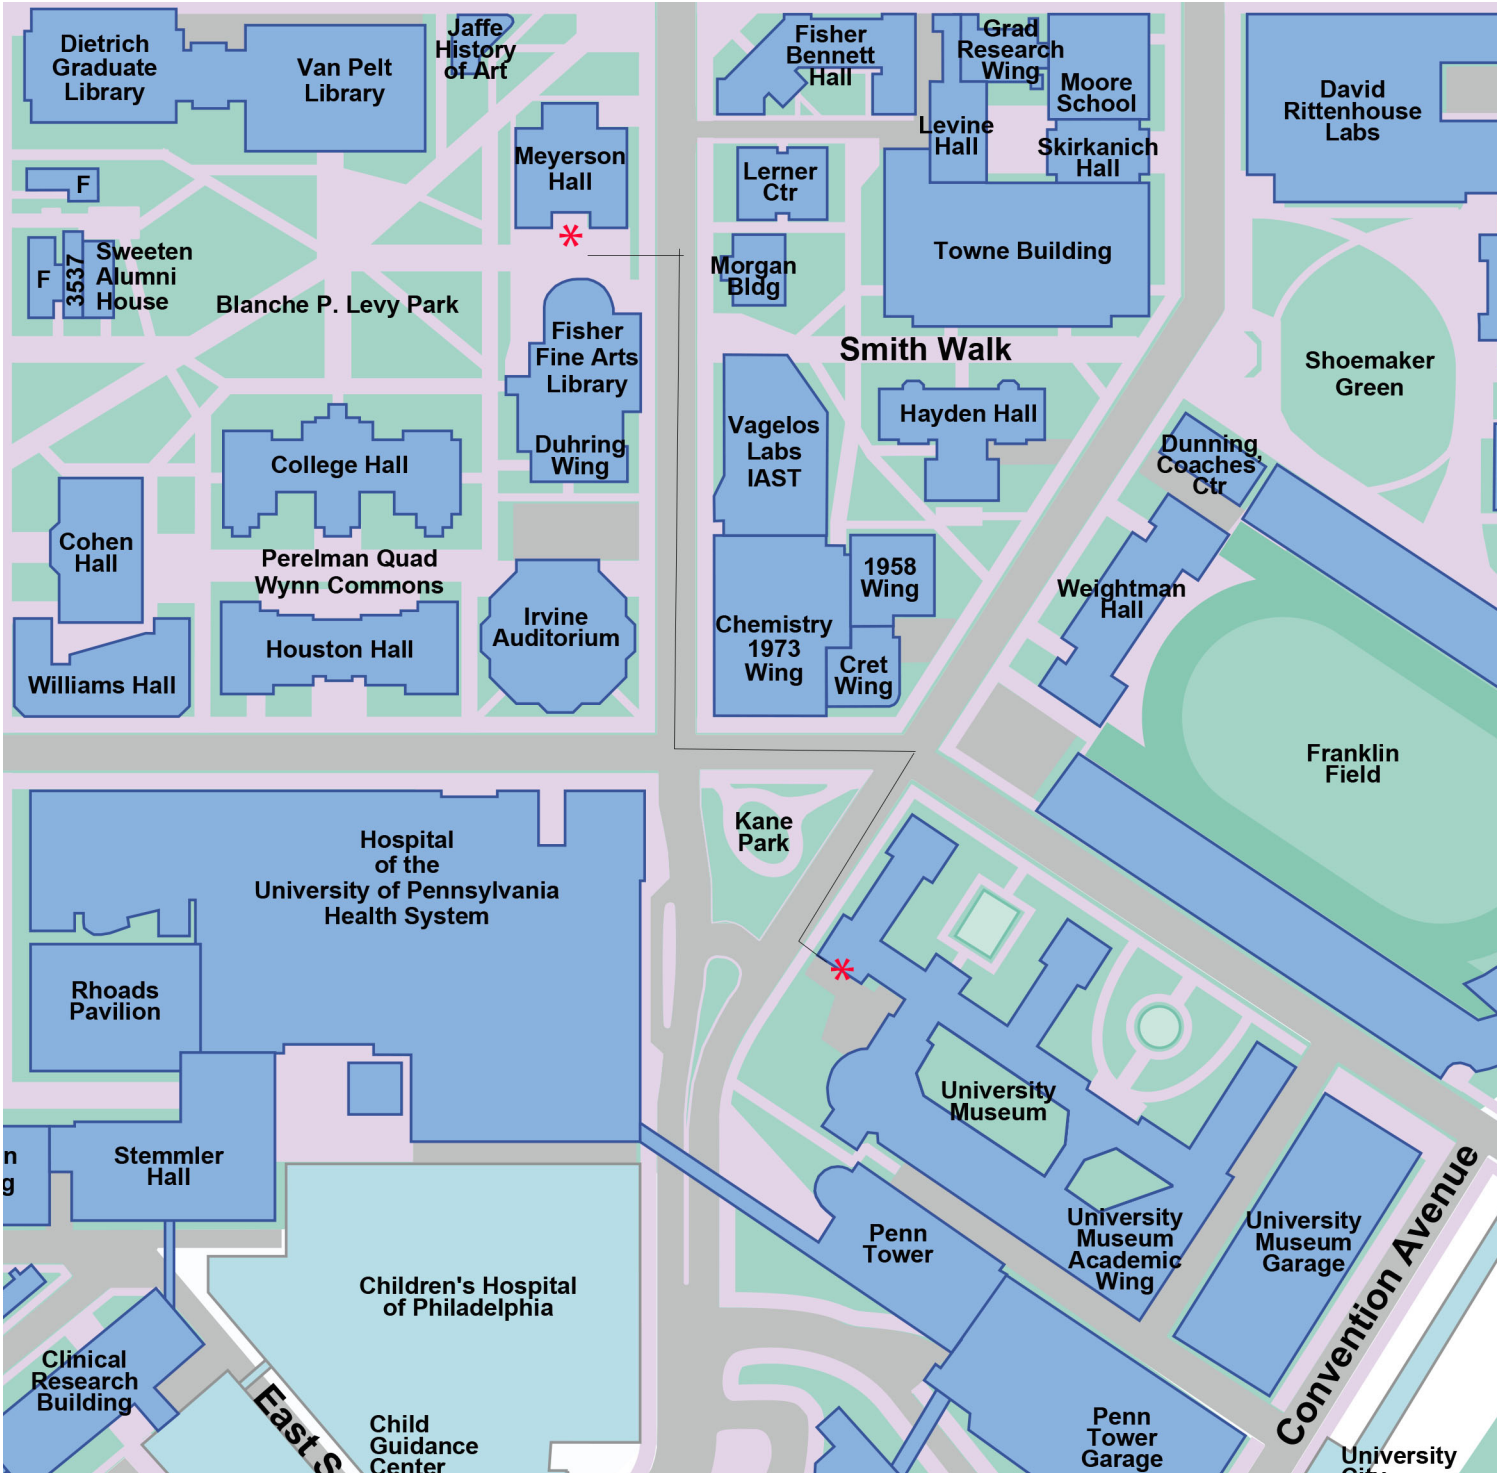 Dietrich
Graduate
Library
Van Pelt
Library
Jaffe
History
of Art
Fisher
Bennett
Hall
Grad
Research
Wing
Moore
School
David
Rittenhouse
Labs
Levine
Hall
Skirkanich
Hall
Meyerson
Hall
Lerner
Ctr
F
Sweeten
Alumni
House
F
3537
Blanche P. Levy Park
Morgan
Bldg
Towne Building
Fisher
Fine Arts
Library
Smith Walk
Shoemaker
Green
Duhring
Wing
Vagelos
Labs
IAST
Hayden Hall
Dunning,
Coaches'
Ctr
College Hall
Cohen
Hall
Perelman Quad
Wynn Commons
1958
Wing
Weightman
Hall
Irvine
Auditorium
Houston Hall
Williams Hall
Chemistry
1973
Wing
Cret
Wing
Franklin
Field
Kane
Park
Hospital
of the
University of Pennsylvania
Health System
Rhoads
Pavilion
University
Museum
n
g
Stemmler
Hall
Penn
Tower
University
Museum
Academic
Wing
University
Museum
Garage
Convention Avenue
Children's Hospital
of Philadelphia
Clinical
Research
Building
East S
Child
Guidance
Center
Penn
Tower
Garage
University